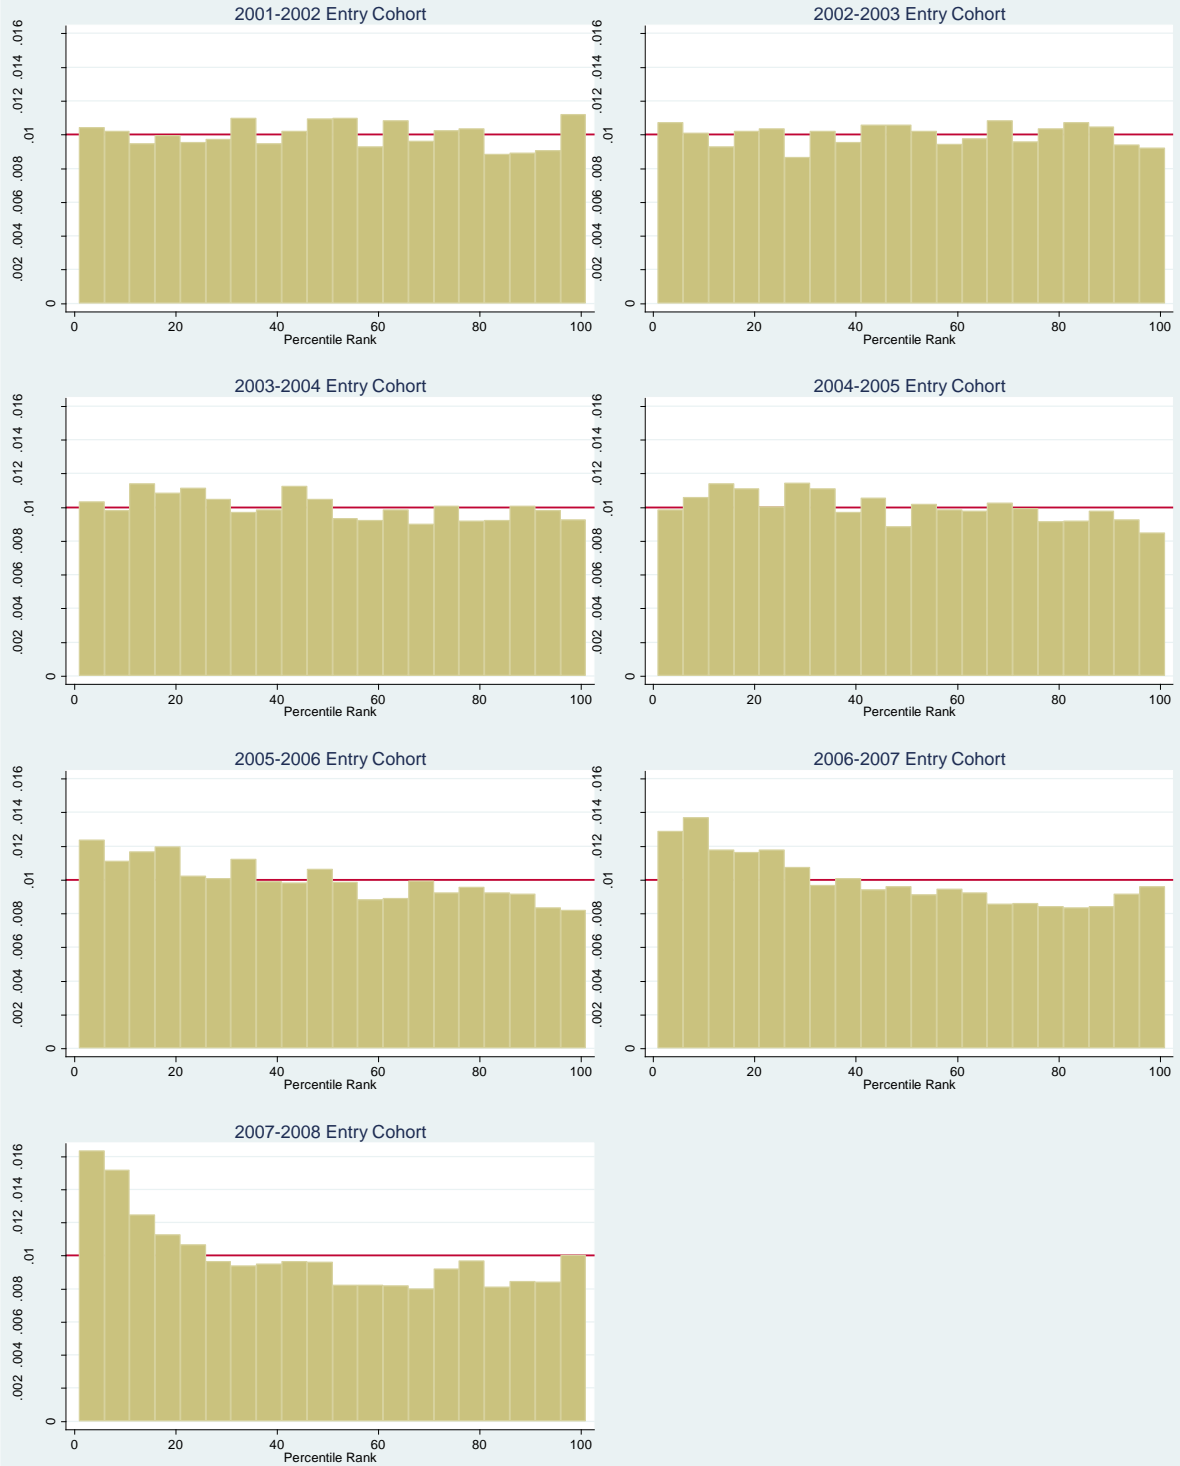 2001-2002 Entry Cohort
0 .002 .004 .006 .008 .01 .012 .014 .016
0 20 40 60 80 100
Percentile Rank
2002-2003 Entry Cohort
0 .002 .004 .006 .008 .01 .012 .014 .016
0 20 40 60 80 100
Percentile Rank
2003-2004 Entry Cohort
0 .002 .004 .006 .008 .01 .012 .014 .016
0 20 40 60 80 100
Percentile Rank
2004-2005 Entry Cohort
0 .002 .004 .006 .008 .01 .012 .014 .016
0 20 40 60 80 100
Percentile Rank
2005-2006 Entry Cohort
0 .002 .004 .006 .008 .01 .012 .014 .016
0 20 40 60 80 100
Percentile Rank
2006-2007 Entry Cohort
0 .002 .004 .006 .008 .01 .012 .014 .016
0 20 40 60 80 100
Percentile Rank
2007-2008 Entry Cohort
0 .002 .004 .006 .008 .01 .012 .014 .016
0 20 40 60 80 100
Percentile Rank